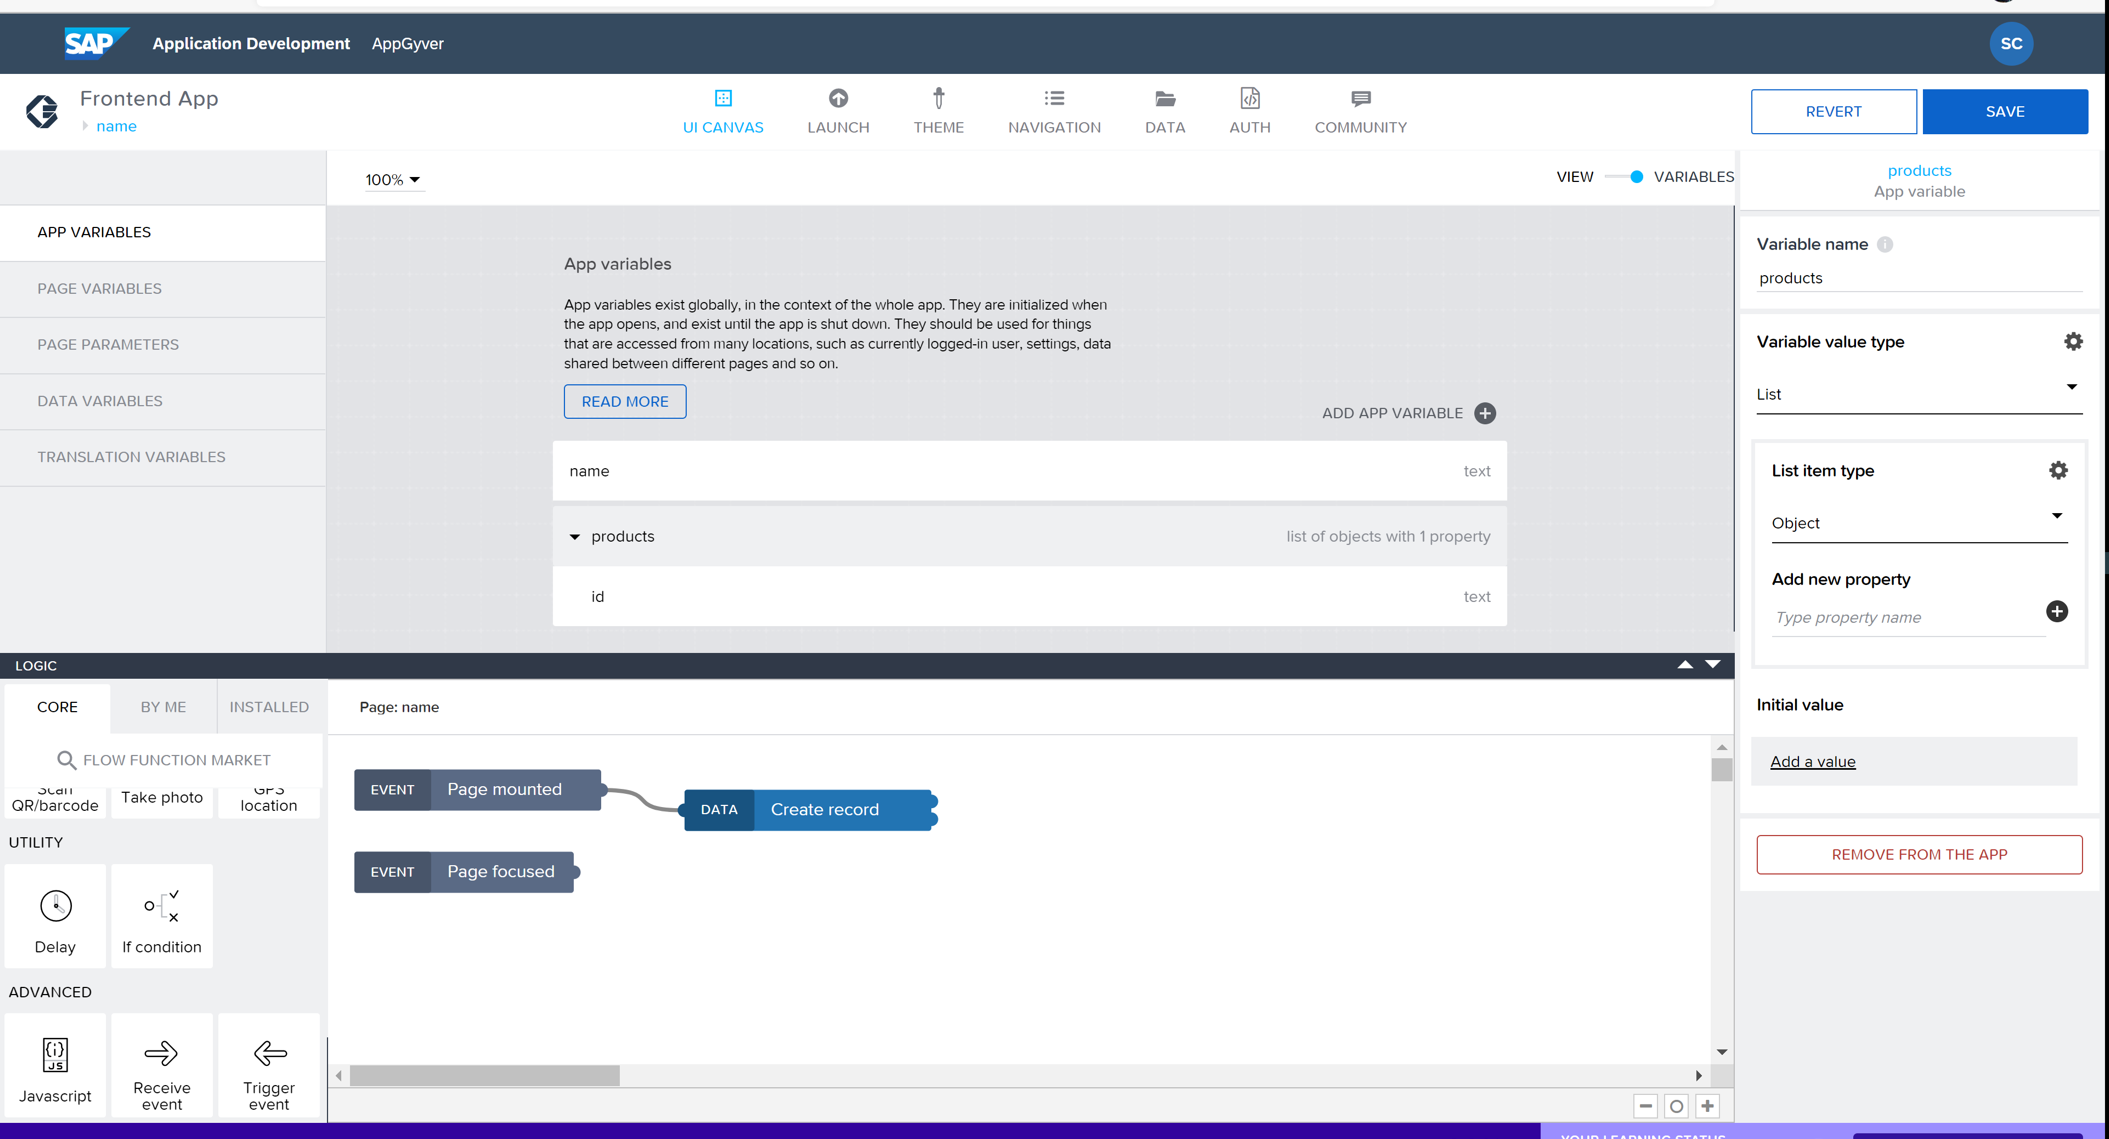 SAP Application Development AppGyver
SC
Frontend App
name
UI CANVAS
LAUNCH
THEME
NAVIGATION
DATA
AUTH
COMMUNITY
REVERT
SAVE
100%
VIEW
VARIABLES
APP VARIABLES
PAGE VARIABLES
PAGE PARAMETERS
DATA VARIABLES
TRANSLATION VARIABLES
App variables
App variables exist globally, in the context of the whole app. They are initialized when
the app opens, and exist until the app is shut down. They should be used for things
that are accessed from many locations, such as currently logged-in user, settings, data
shared between different pages and so on.
READ MORE
ADD APP VARIABLE
name text
products list of objects with 1 property
id text
products
App variable
Variable name
products
Variable value type
List
List item type
Object
Add new property
Type property name
Initial value
Add a value
REMOVE FROM THE APP
LOGIC
CORE
BY ME
INSTALLED
FLOW FUNCTION MARKET
Scan
QR/barcode
Take photo
GPS
location
UTILITY
Delay
If condition
ADVANCED
JS
Javascript
Receive
event
Trigger
event
Page: name
EVENT Page mounted
DATA Create record
EVENT Page focused
YOUR LEARNING STATUS